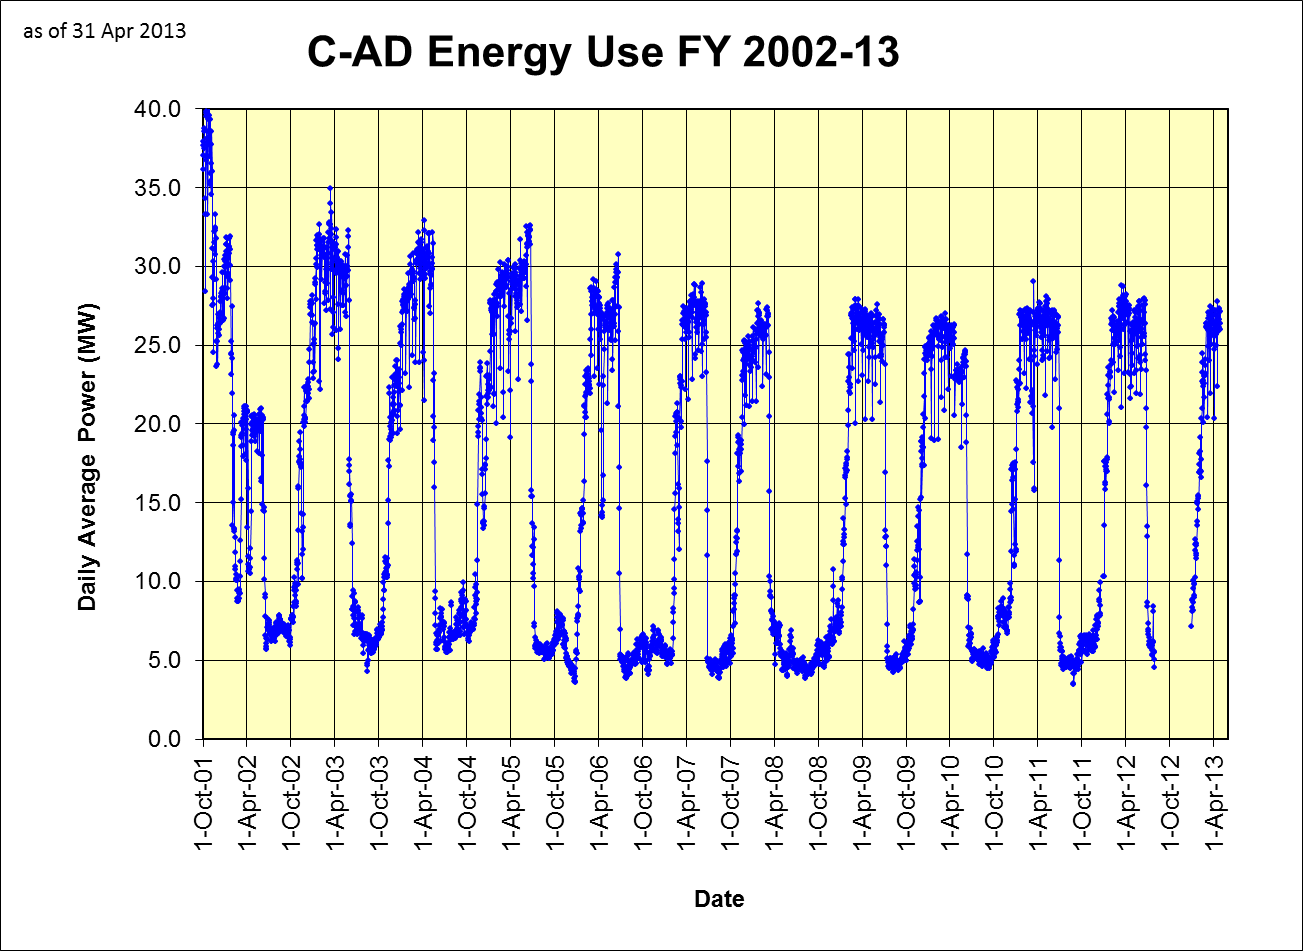 as of 31 Apr 2013
C-AD Energy Use FY 2002-13
Daily Average Power (MW)
40.0
35.0
30.0
25.0
20.0
15.0
10.0
5.0
0.0
1-Oct-01
1-Apr-02
1-Oct-02
1-Apr-03
1-Oct-03
1-Apr-04
1-Oct-04
1-Apr-05
1-Oct-05
1-Apr-06
1-Oct-06
1-Apr-07
1-Oct-07
1-Apr-08
1-Oct-08
1-Apr-09
1-Oct-09
1-Apr-10
1-Oct-10
1-Apr-11
1-Oct-11
1-Apr-12
1-Oct-12
1-Apr-13
Date